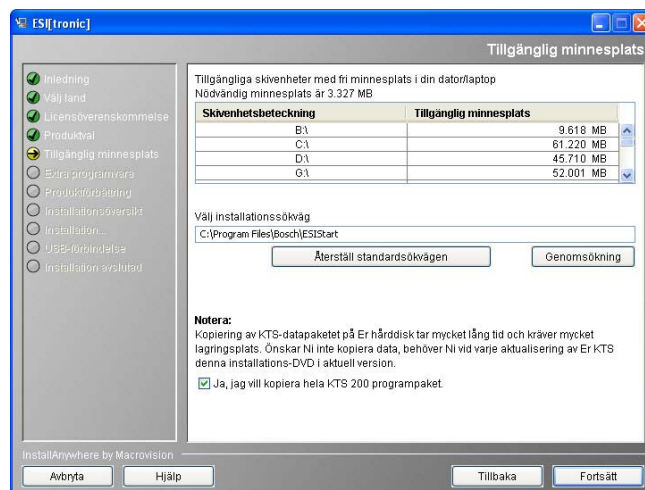 ESI[tronic]
Tillgänglig minnesplats
Inledning
Välj land
Licensöverenskommelse
Produktval
Tillgänglig minnesplats
Extra programvara
Produktförbättring
Installationsöversikt
Installation...
USB-förbindelse
Installation avslutad
Tillgängliga skivenheter med fri minnesplats i din dator/laptop
Nödvändig minnesplats är 3.327 MB
Skivenhetsbeteckning Tillgänglig minnesplats
B:\ 9.618 MB
C:\ 61.220 MB
D:\ 45.710 MB
G:\ 52.001 MB
Välj installationssökväg
C:\Program Files\Bosch\ESIStart
Återställ standardsökvägen Genomsökning
Notera:
Kopiering av KTS-datapaketet på Er hårddisk tar mycket lång tid och kräver mycket
lagringsplats. Önskar Ni inte kopiera data, behöver Ni vid varje aktualisering av Er KTS
denna installations-DVD i aktuell version.
Ja, jag vill kopiera hela KTS 200 programpaket.
InstallAnywhere by Macrovision
Avbryta Hjälp Tillbaka Fortsätt